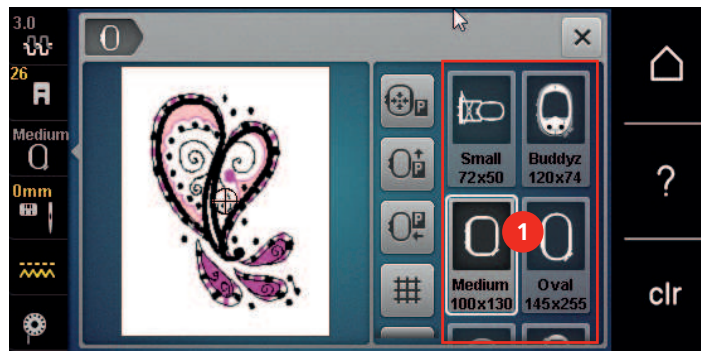 3.0
26
Medium
0mm
P
P
P
Small
72x50
Buddyz
120x74
Medium
100x130
1
Oval
145x255
?
clr